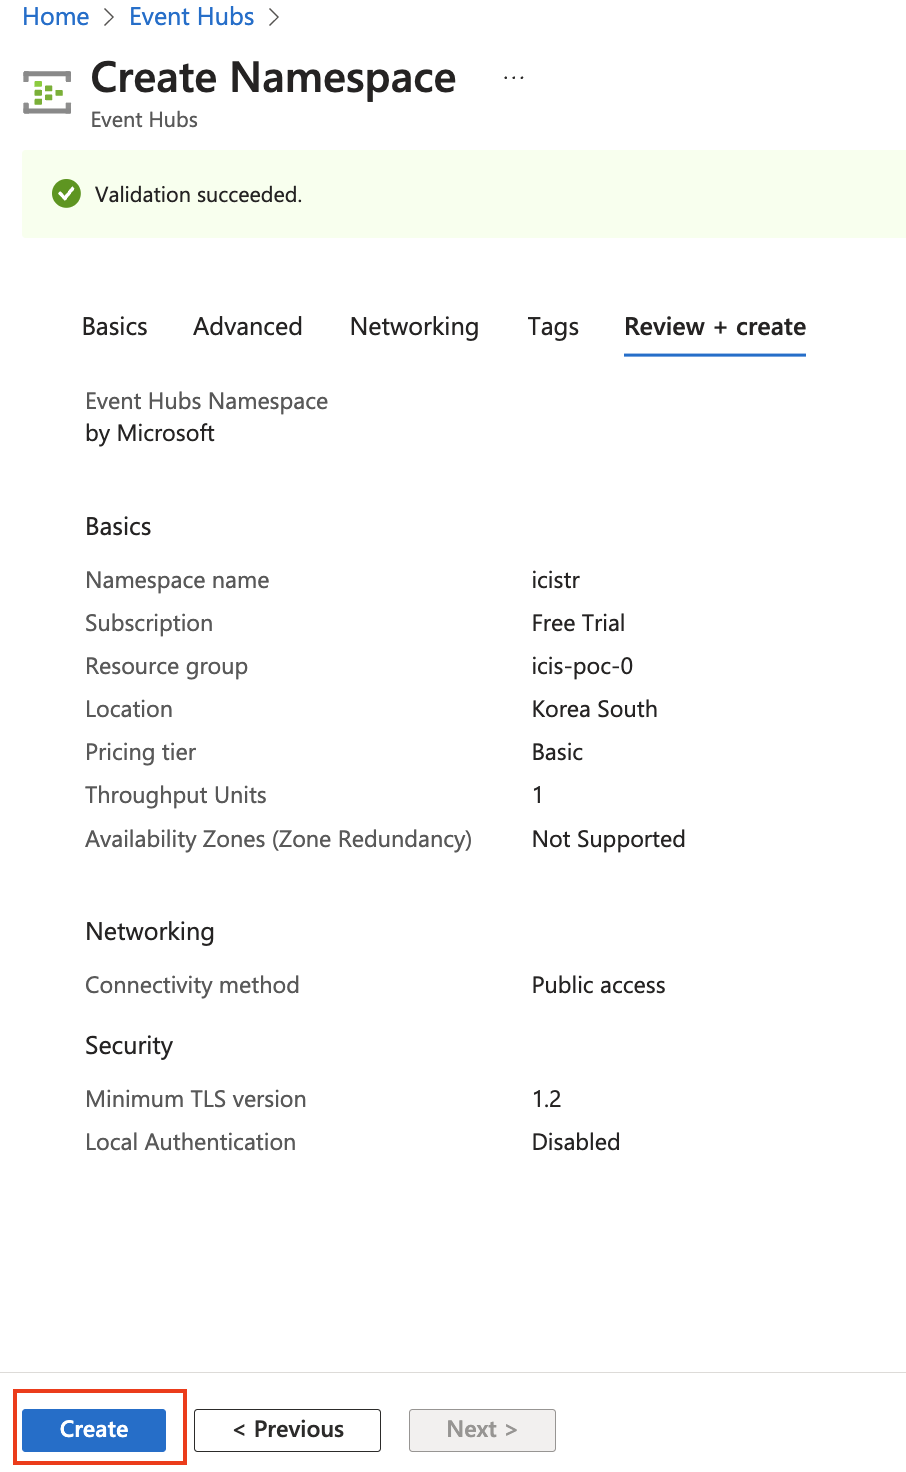 Home > Event Hubs >
Create Namespace ...
Event Hubs
Validation succeeded.
Basics Advanced Networking Tags Review + create
Event Hubs Namespace
by Microsoft
Basics
Namespace name icistr
Subscription Free Trial
Resource group icis-poc-0
Location Korea South
Pricing tier Basic
Throughput Units 1
Availability Zones (Zone Redundancy) Not Supported
Networking
Connectivity method Public access
Security
Minimum TLS version 1.2
Local Authentication Disabled
Create < Previous Next >